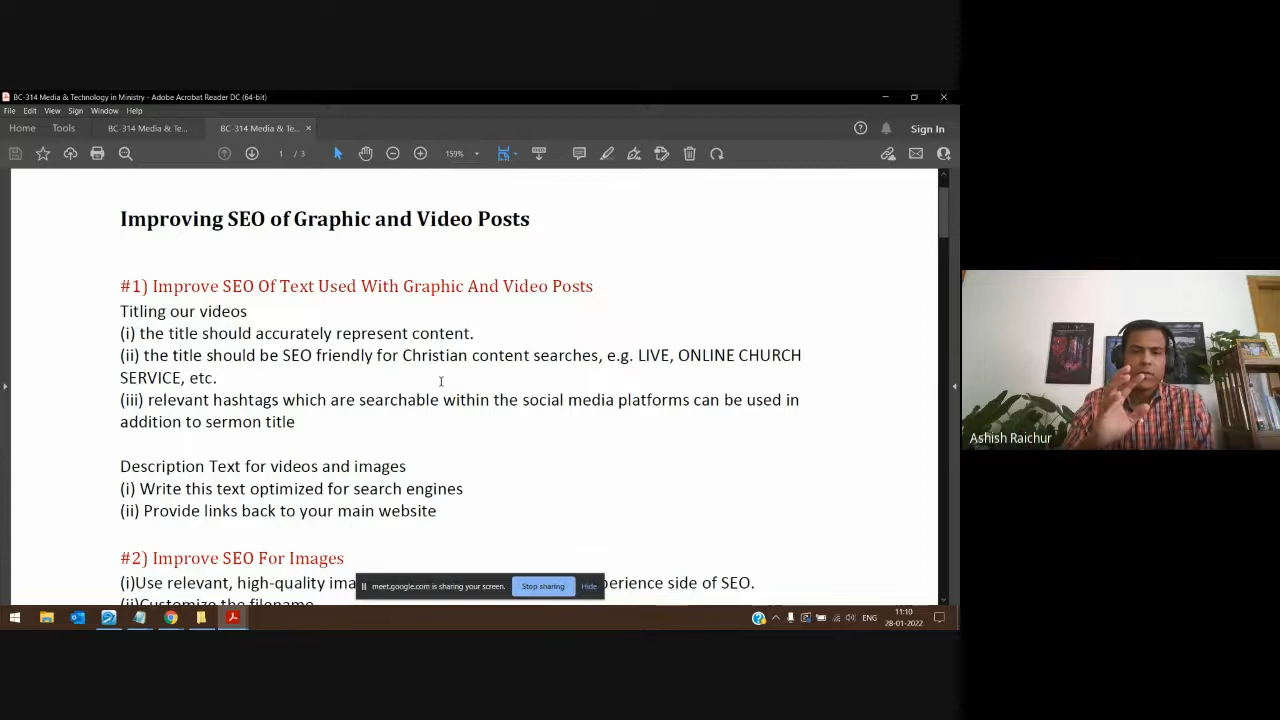 BC-314 Media & Technology in Ministry - Adobe Acrobat Reader DC (64-bit)
File Edit View Sign Window Help
Home Tools BC-314 Media & Te... BC-314 Media & Te... × Sign In
1 / 3 159%
Improving SEO of Graphic and Video Posts
#1) Improve SEO Of Text Used With Graphic And Video Posts
Titling our videos
(i) the title should accurately represent content.
(ii) the title should be SEO friendly for Christian content searches, e.g. LIVE, ONLINE CHURCH
SERVICE, etc.
(iii) relevant hashtags which are searchable within the social media platforms can be used in
addition to sermon title
Description Text for videos and images
(i) Write this text optimized for search engines
(ii) Provide links back to your main website
#2) Improve SEO For Images
(i)Use relevant, high-quality ima perience side of SEO.
meet.google.com is sharing your screen. Stop sharing Hide
(ii)Customize the filename
Ashish Raichur
ENG 11:10
28-01-2022